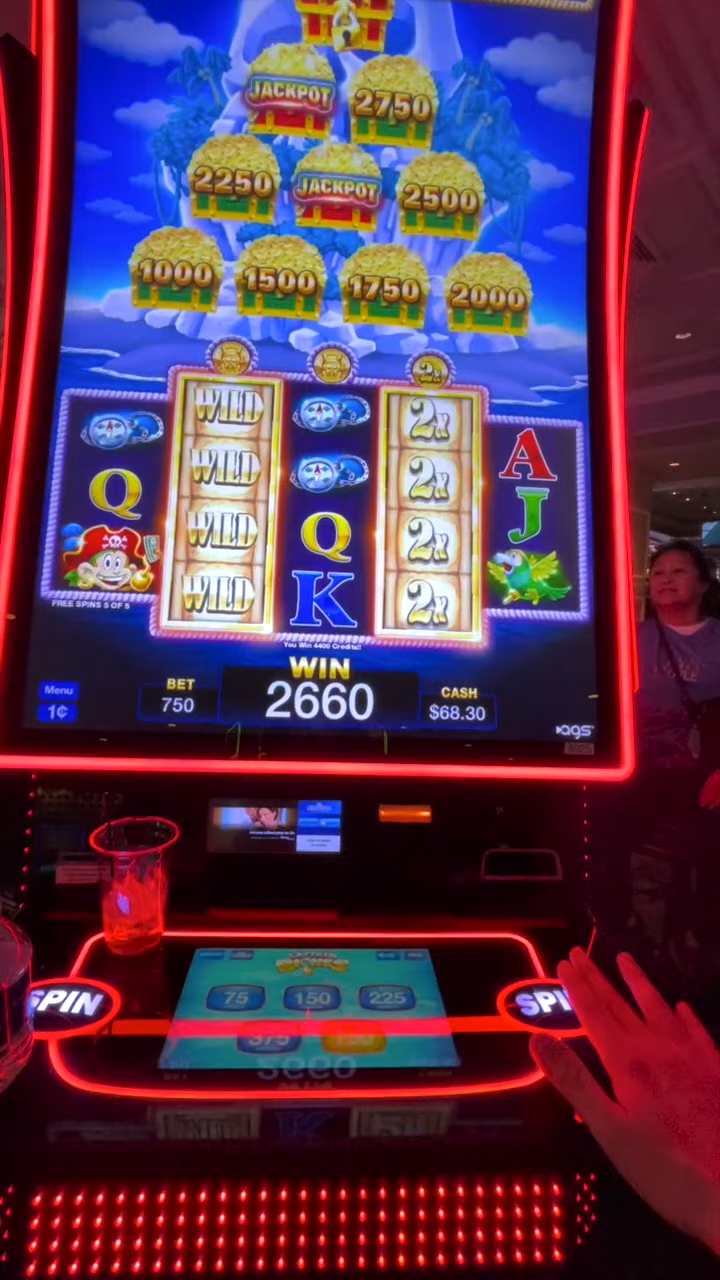 JACKPOT 2750
2250 JACKPOT 2500
1000 1500 1750 2000
2x
WILD 2x
WILD 2x A
Q WILD Q 2x J
WILD K 2x
FREE SPINS 5 OF 5
You Win 4400 Credits!!
WIN
2660
Menu
1¢
BET
750
CASH
$68.30
ags
SPIN
75 150 225
375
SPI